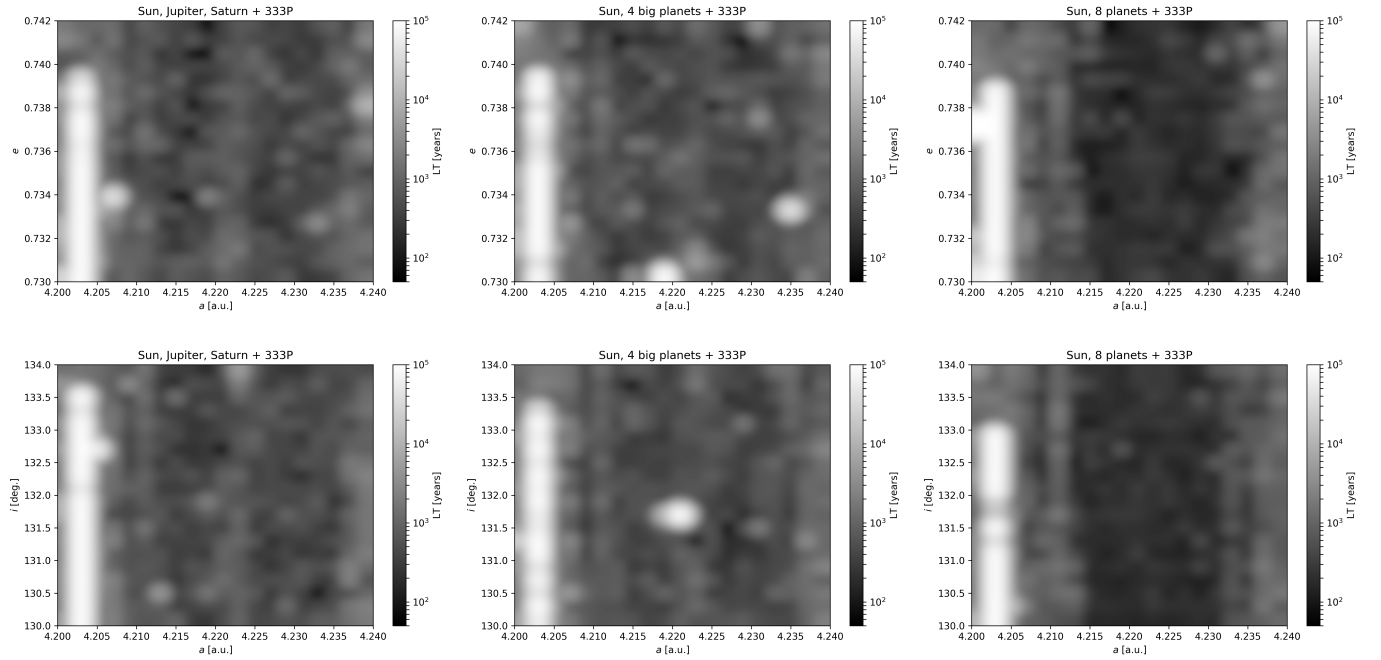 Sun, Jupiter, Saturn + 333P
0.742
0.740
0.738
0.736
0.734
0.732
0.730
e
4.200 4.205 4.210 4.215 4.220 4.225 4.230 4.235 4.240
a [a.u.]
10^5
10^4
10^3
10^2
LT [years]
Sun, 4 big planets + 333P
0.742
0.740
0.738
0.736
0.734
0.732
0.730
e
4.200 4.205 4.210 4.215 4.220 4.225 4.230 4.235 4.240
a [a.u.]
10^5
10^4
10^3
10^2
LT [years]
Sun, 8 planets + 333P
0.742
0.740
0.738
0.736
0.734
0.732
0.730
e
4.200 4.205 4.210 4.215 4.220 4.225 4.230 4.235 4.240
a [a.u.]
10^5
10^4
10^3
10^2
LT [years]
Sun, Jupiter, Saturn + 333P
134.0
133.5
133.0
132.5
132.0
131.5
131.0
130.5
130.0
i [deg.]
4.200 4.205 4.210 4.215 4.220 4.225 4.230 4.235 4.240
a [a.u.]
10^5
10^4
10^3
10^2
LT [years]
Sun, 4 big planets + 333P
134.0
133.5
133.0
132.5
132.0
131.5
131.0
130.5
130.0
i [deg.]
4.200 4.205 4.210 4.215 4.220 4.225 4.230 4.235 4.240
a [a.u.]
10^5
10^4
10^3
10^2
LT [years]
Sun, 8 planets + 333P
134.0
133.5
133.0
132.5
132.0
131.5
131.0
130.5
130.0
i [deg.]
4.200 4.205 4.210 4.215 4.220 4.225 4.230 4.235 4.240
a [a.u.]
10^5
10^4
10^3
10^2
LT [years]